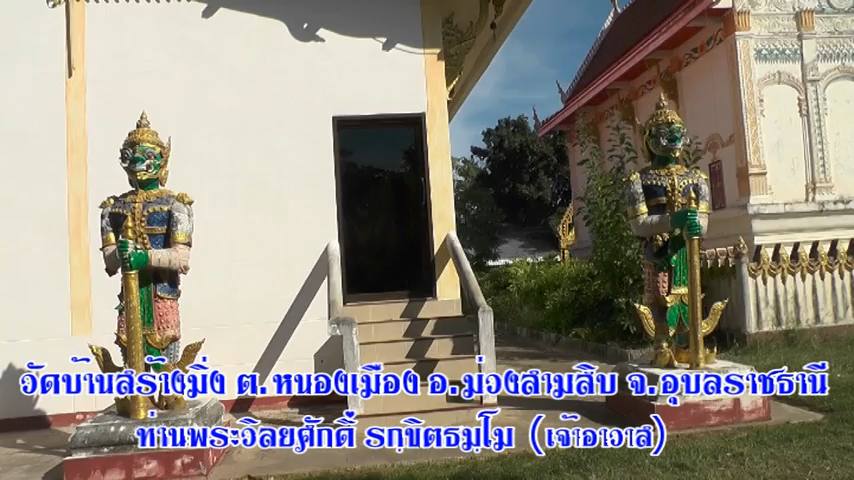 วัดบ้านสร้างมิ่ง ต.หนองเมือง อ.ม่วงสามสิบ จ.อุบลราชธานี
ท่านพระวิลยศักดิ์ รกฺขิตธมฺโม (เจ้าอาวาส)